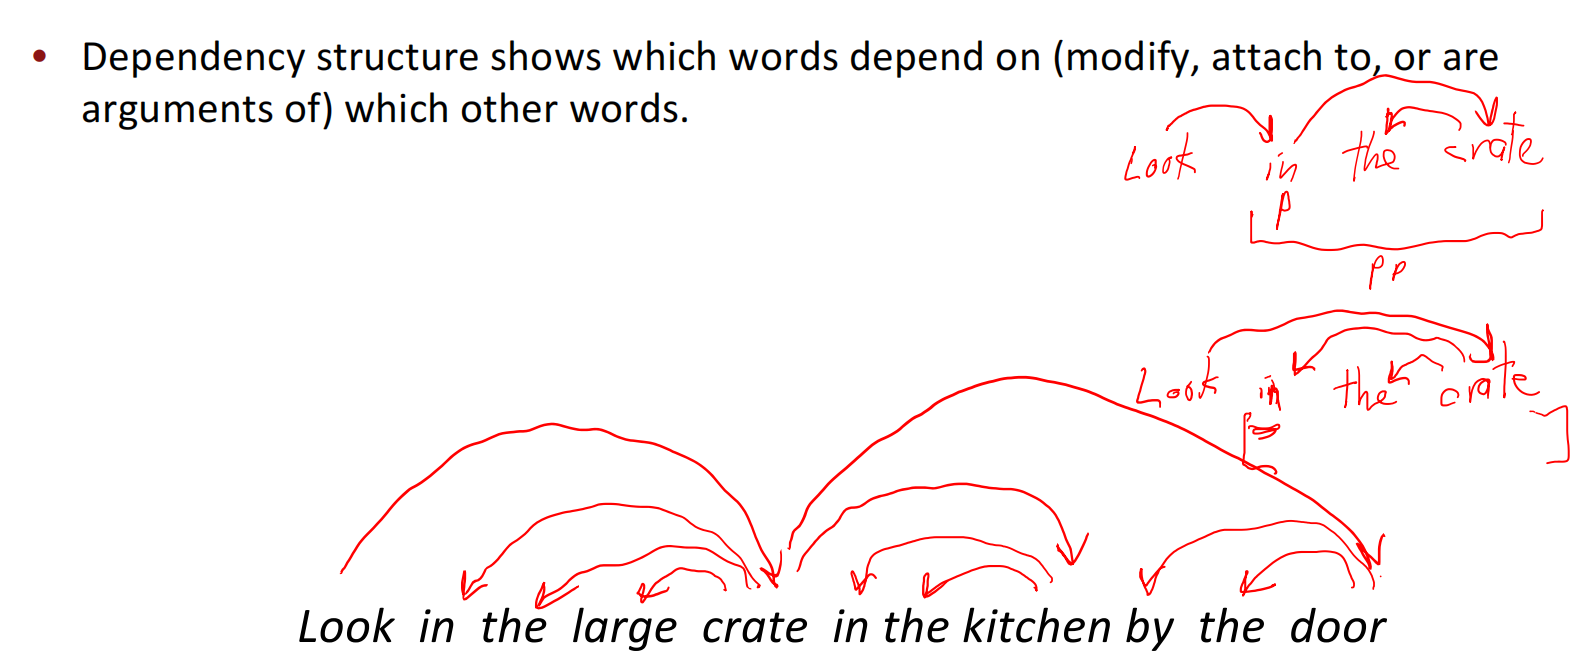 • Dependency structure shows which words depend on (modify, attach to, or are
arguments of) which other words.
Look in the crate
P
PP
Look in the crate
Look in the large crate in the kitchen by the door